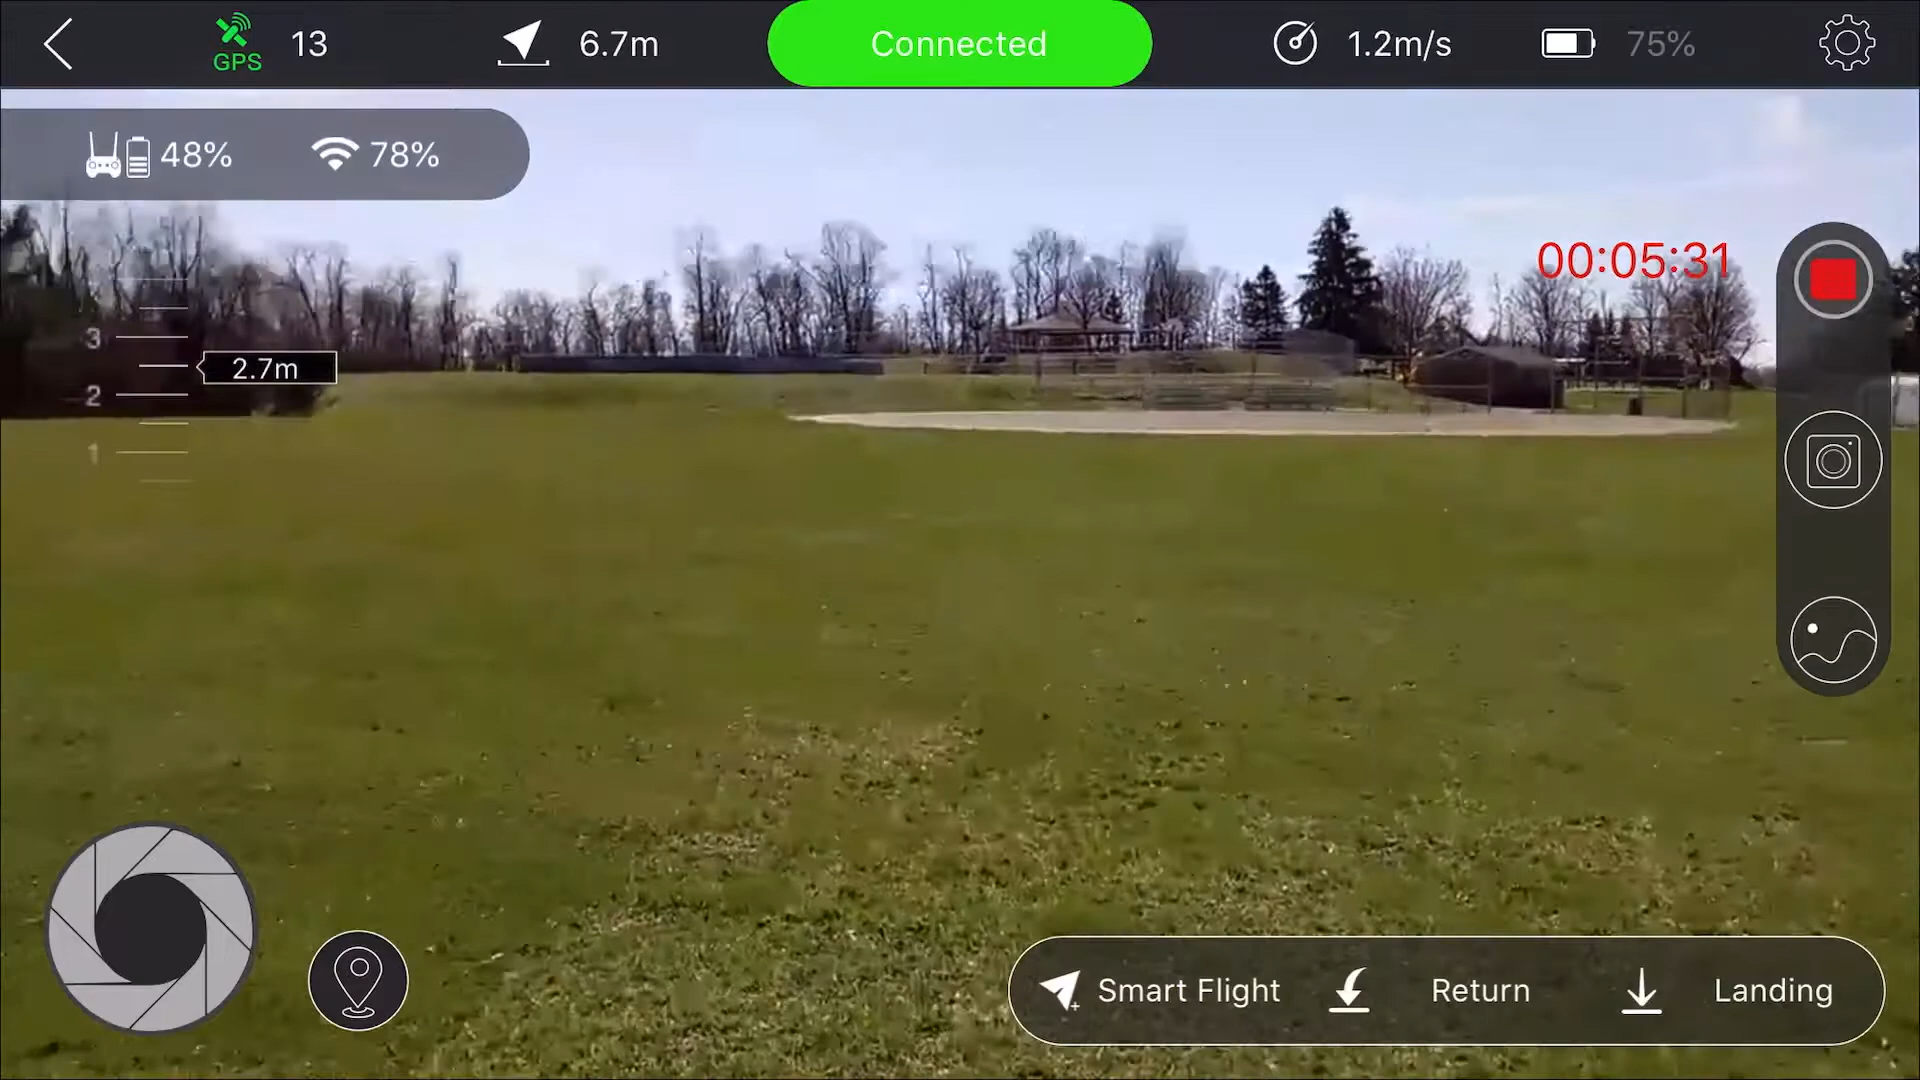 GPS 13 6.7m Connected 1.2m/s 75%
48% 78%
00:05:31
3
2.7m
2
1
Smart Flight Return Landing